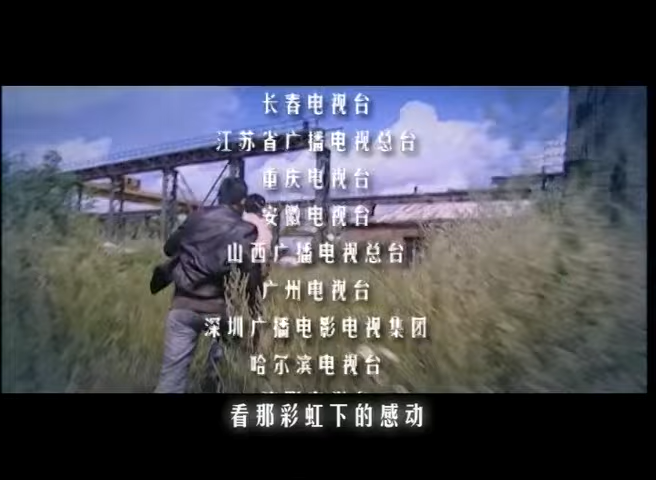 长春电视台
江苏省广播电视总台
重庆电视台
安徽电视台
山西广播电视总台
广州电视台
深圳广播电影电视集团
哈尔滨电视台
看那彩虹下的感动